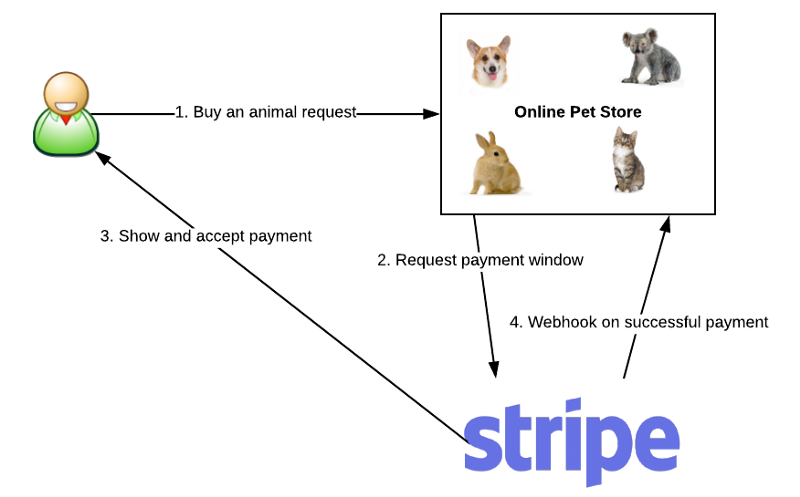 1. Buy an animal request
Online Pet Store
3. Show and accept payment
2. Request payment window
4. Webhook on successful payment
stripe